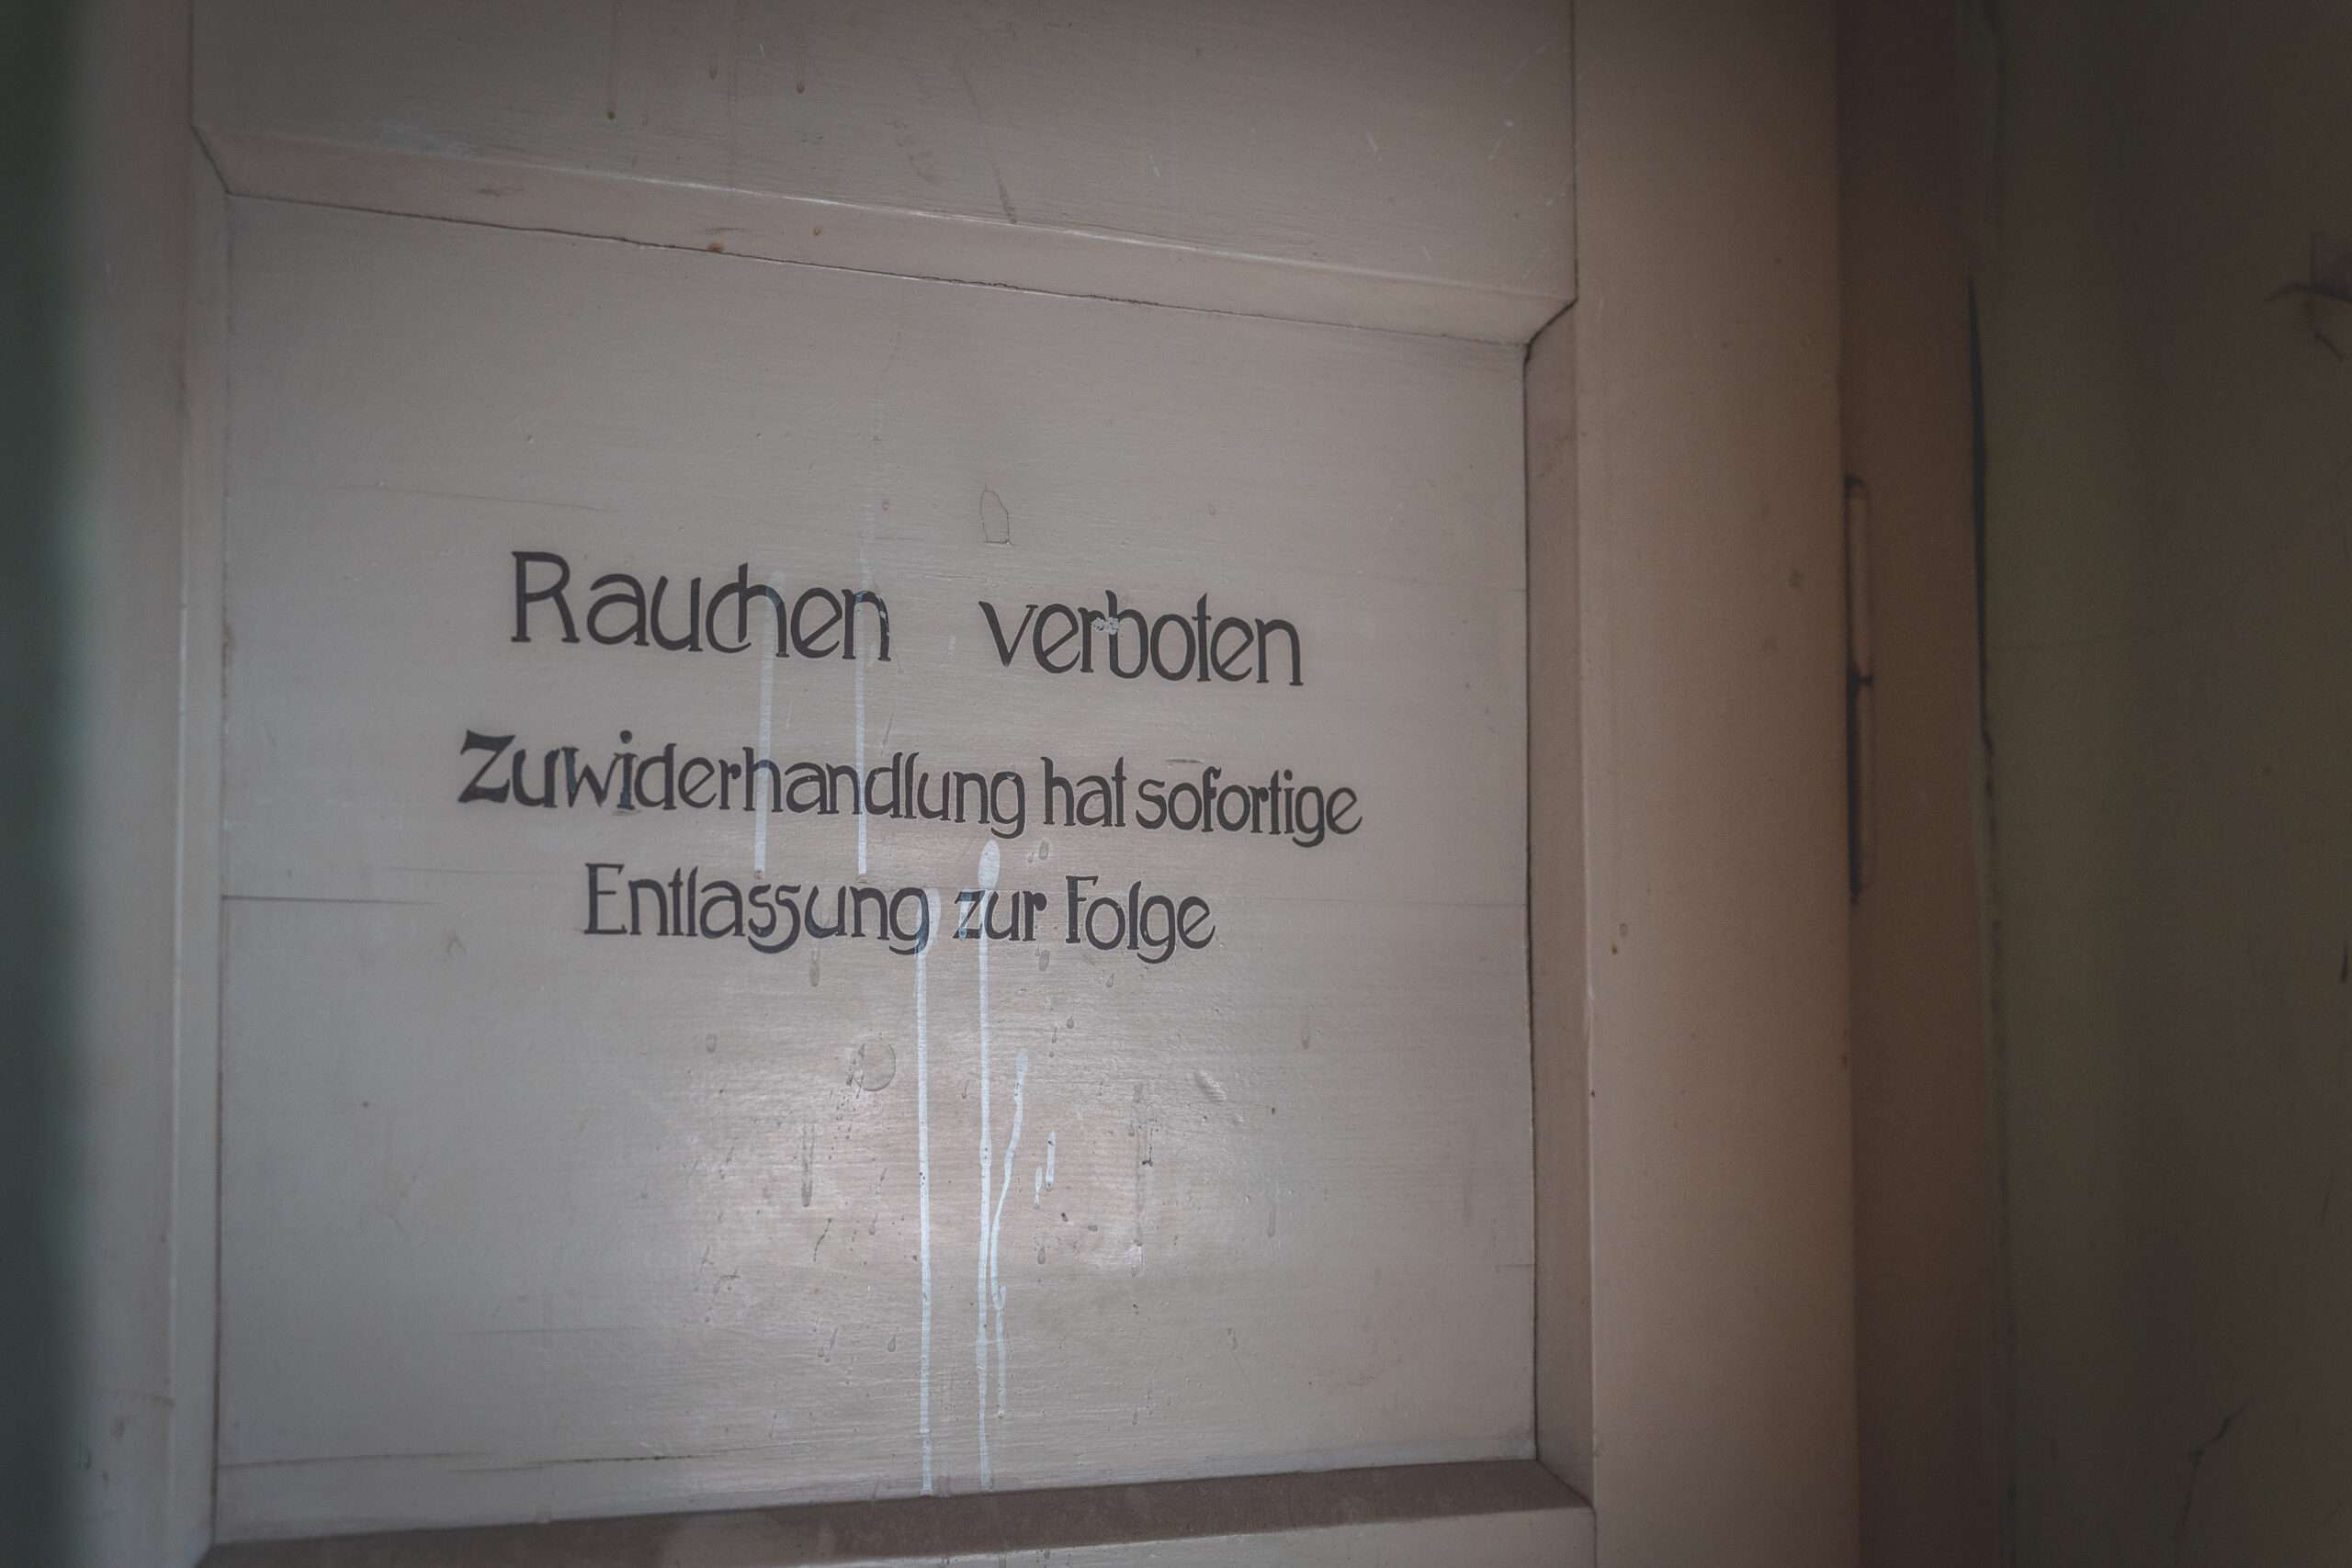 Rauchen verboten
Zuwiderhandlung hat sofortige
Entlassung zur Folge